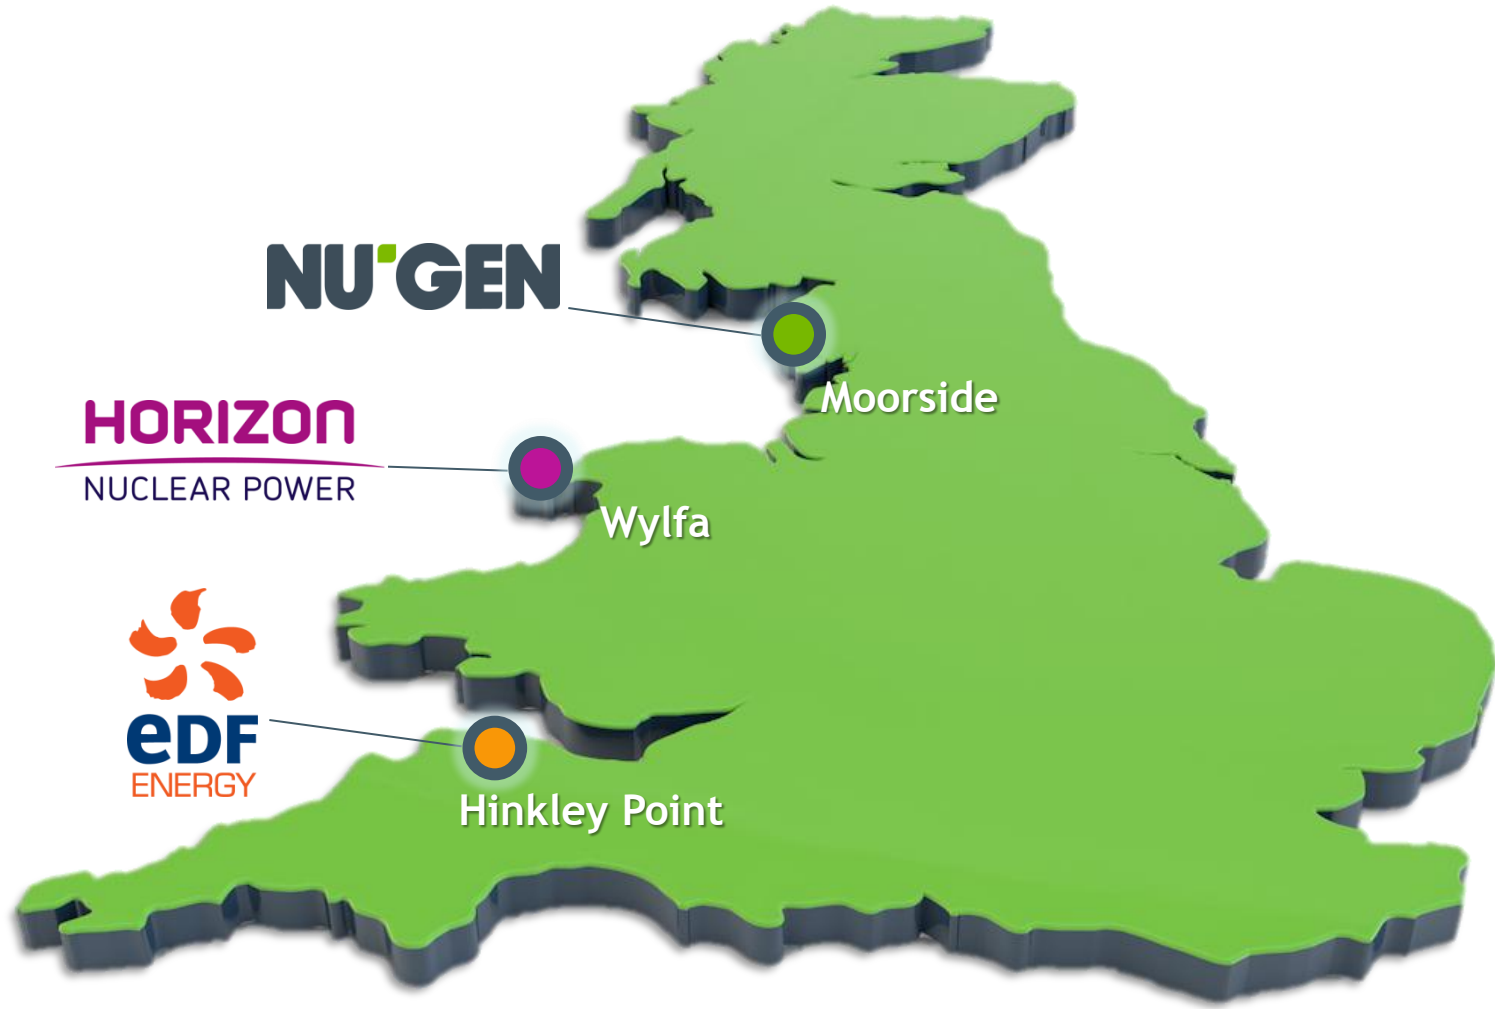 NU'GEN
Moorside
HORIZON
NUCLEAR POWER
Wylfa
eDF
ENERGY
Hinkley Point